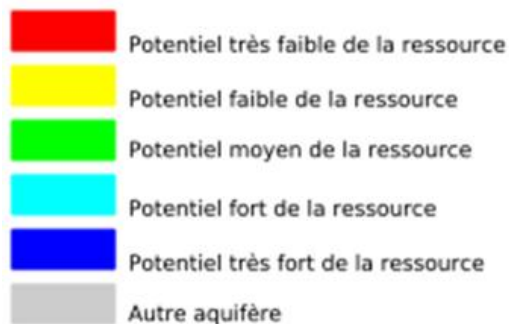 Potentiel très faible de la ressource
Potentiel faible de la ressource
Potentiel moyen de la ressource
Potentiel fort de la ressource
Potentiel très fort de la ressource
Autre aquifère